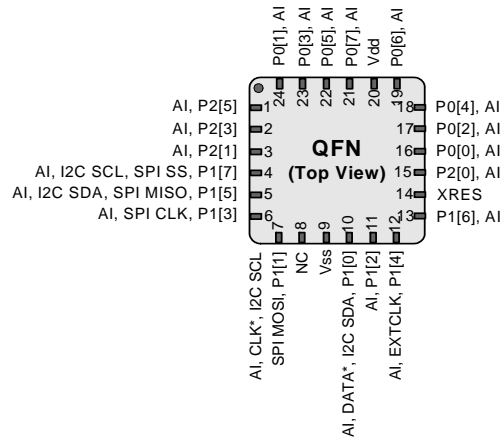 P0[1], AI
P0[3], AI
P0[5], AI
P0[7], AI
Vdd
P0[6], AI
24
23
22
21
20
19
AI, P2[5]
1
18
P0[4], AI
AI, P2[3]
2
17
P0[2], AI
AI, P2[1]
3
QFN
16
P0[0], AI
AI, I2C SCL, SPI SS, P1[7]
4
(Top View)
15
P2[0], AI
AI, I2C SDA, SPI MISO, P1[5]
5
14
XRES
AI, SPI CLK, P1[3]
6
13
P1[6], AI
7
8
9
10
11
12
AI, CLK*, I2C SCL
SPI MOSI, P1[1]
NC
Vss
AI, DATA*, I2C SDA, P1[0]
AI, P1[2]
AI, EXTCLK, P1[4]